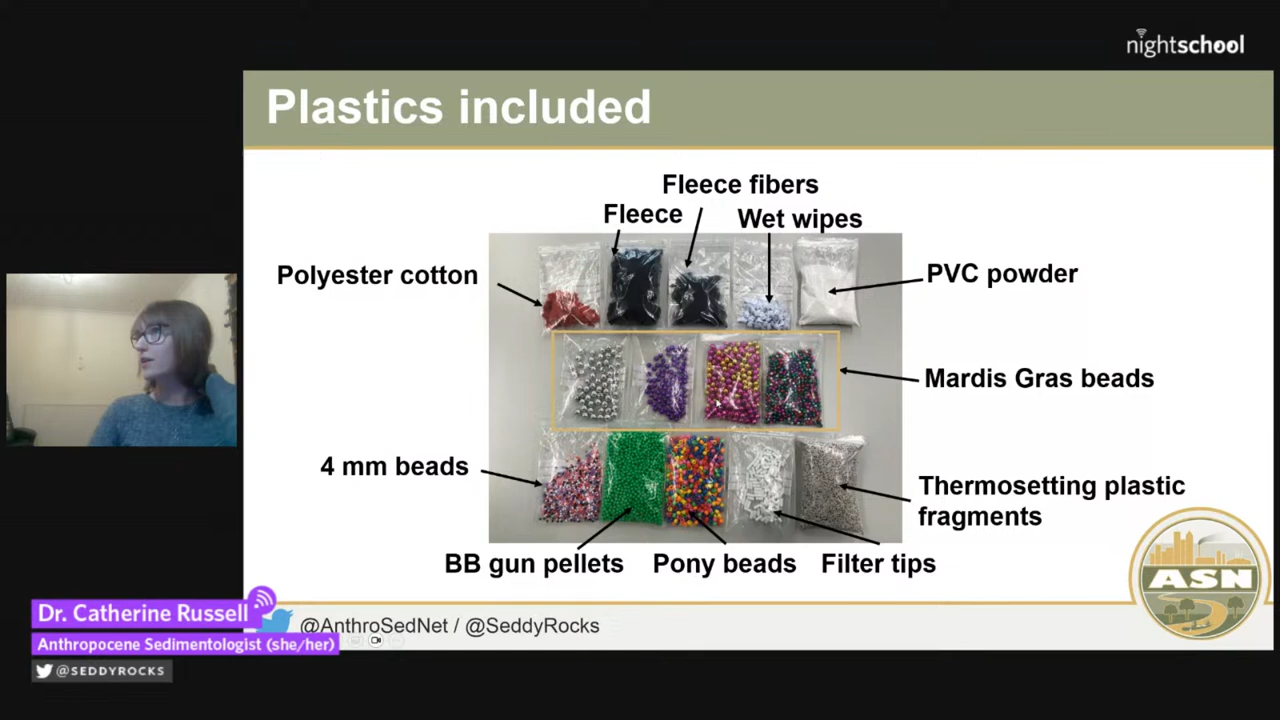 nightschool
Plastics included
Fleece fibers
Fleece
Wet wipes
Polyester cotton
PVC powder
Mardis Gras beads
4 mm beads
Thermosetting plastic
fragments
BB gun pellets
Pony beads
Filter tips
ASN
Dr. Catherine Russell
@AnthroSedNet / @SeddyRocks
Anthropocene Sedimentologist (she/her)
@SEDDYROCKS